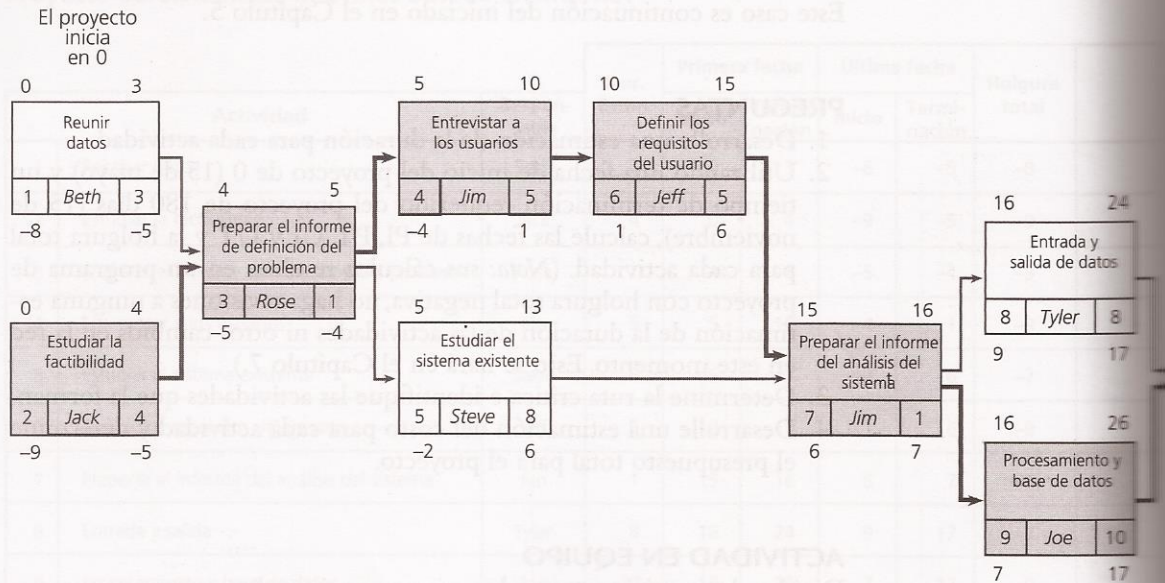 El proyecto
inicia
en 0
0 3
Reunir
datos
1 Beth 3
–8 –5
0 4
Estudiar la
factibilidad
2 Jack 4
–9 –5
4 5
Preparar el informe
de definición del
problema
3 Rose 1
–5 –4
5 10
Entrevistar a
los usuarios
4 Jim 5
–4 1
5 13
Estudiar el
sistema existente
5 Steve 8
–2 6
10 15
Definir los
requisitos
del usuario
6 Jeff 5
1 6
15 16
Preparar el informe
del análisis del
sistema
7 Jim 1
6 7
16 24
Entrada y
salida de datos
8 Tyler 8
9 17
16 26
Procesamiento y
base de datos
9 Joe 10
7 17